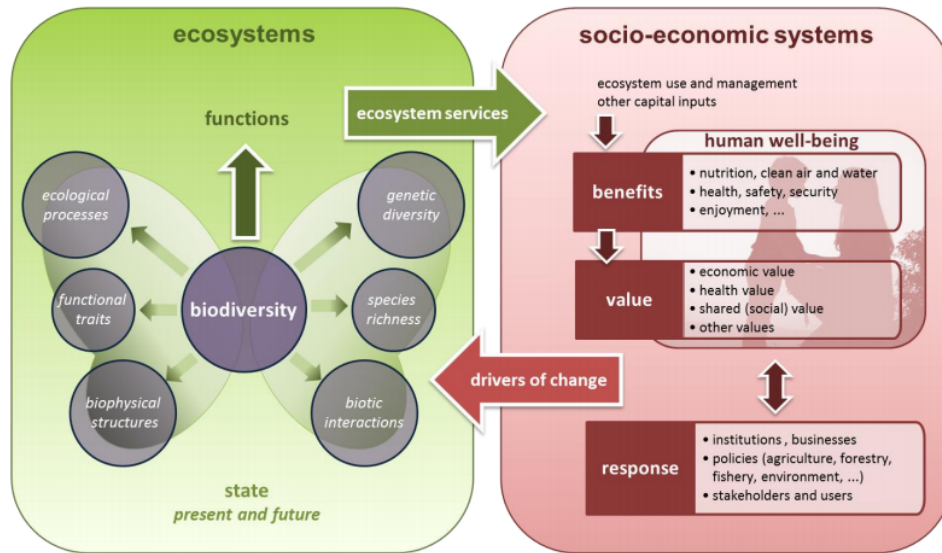 ecosystems
functions
ecological
processes
genetic
diversity
functional
traits
biodiversity
species
richness
biophysical
structures
biotic
interactions
state
present and future
ecosystem services
drivers of change
socio-economic systems
ecosystem use and management
other capital inputs
human well-being
benefits
• nutrition, clean air and water
• health, safety, security
• enjoyment, ...
value
• economic value
• health value
• shared (social) value
• other values
response
• institutions , businesses
• policies (agriculture, forestry,
fishery, environment, ...)
• stakeholders and users